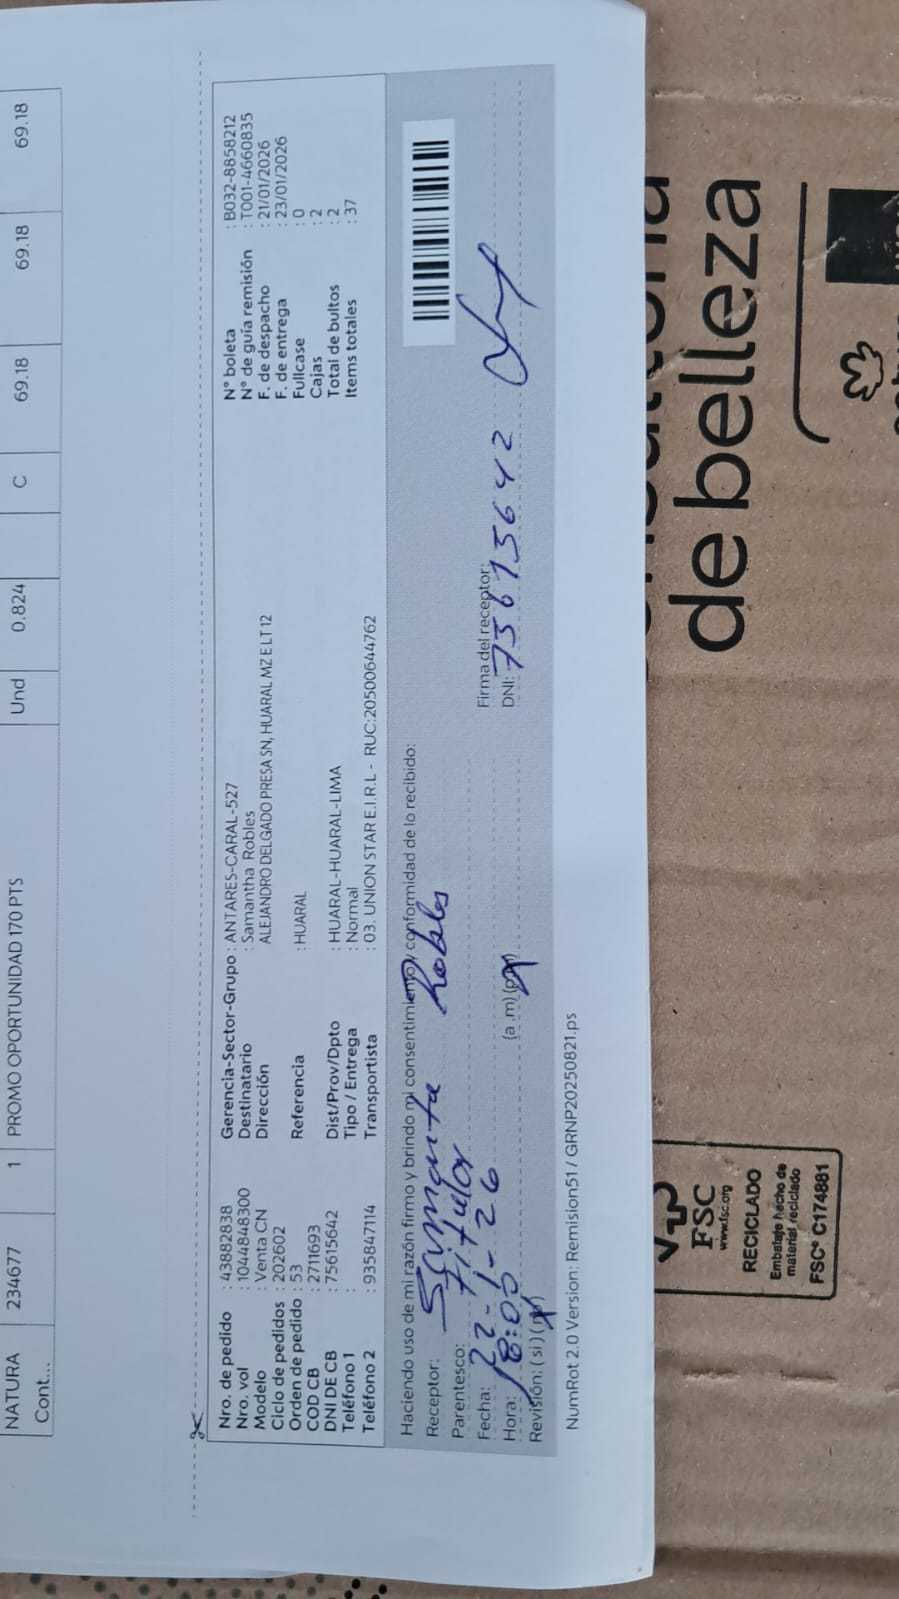 NATURA 234677 1 PROMO OPORTUNIDAD 170 PTS Und 0.824 C 69.18 69.18 69.18
Cont...
Nro. de pedido : 43882838 Gerencia-Sector-Grupo : ANTARES-CARAL-527 N° boleta : B032-8858212
Nro, vol : 1044848300 Destinatario : Samantha Robles N° de guía remisión : T001-4660835
Modelo : Venta CN Dirección ALEJANDRO DELGADO PRESA SN, HUARAL MZ E LT 12 F. de despacho : 21/01/2026
Ciclo de pedidos : 202602 F. de entrega : 23/01/2026
Orden de pedido : 53 Referencia : HUARAL Fullcase : 0
COD CB : 2711693 Cajas : 2
DNI DE CB : 75615642 Dist/Prov/Dpto : HUARAL-HUARAL-LIMA Total de bultos : 2
Teléfono 1 : Tipo / Entrega : Normal Items totales : 37
Teléfono 2 : 935847114 Transportista : 03. UNION STAR E.I.R.L - RUC:20500644762
Haciendo uso de mi razón firmo y brindo mi consentimiento y conformidad de lo recibido:
Receptor: Samanta Robles
Parentesco: Titular
Fecha: 22-1-26 Firma del receptor:
Hora: 18:00 (a .m) (p.m) DNI:
Revisión: ( si ) (no)
NumRot 2.0 Version: Remision51 / GRNP20250821.ps
de belleza
FSC
www.fsc.org
RECICLADO
Embalaje hecho de
material reciclado
FSC® C174881